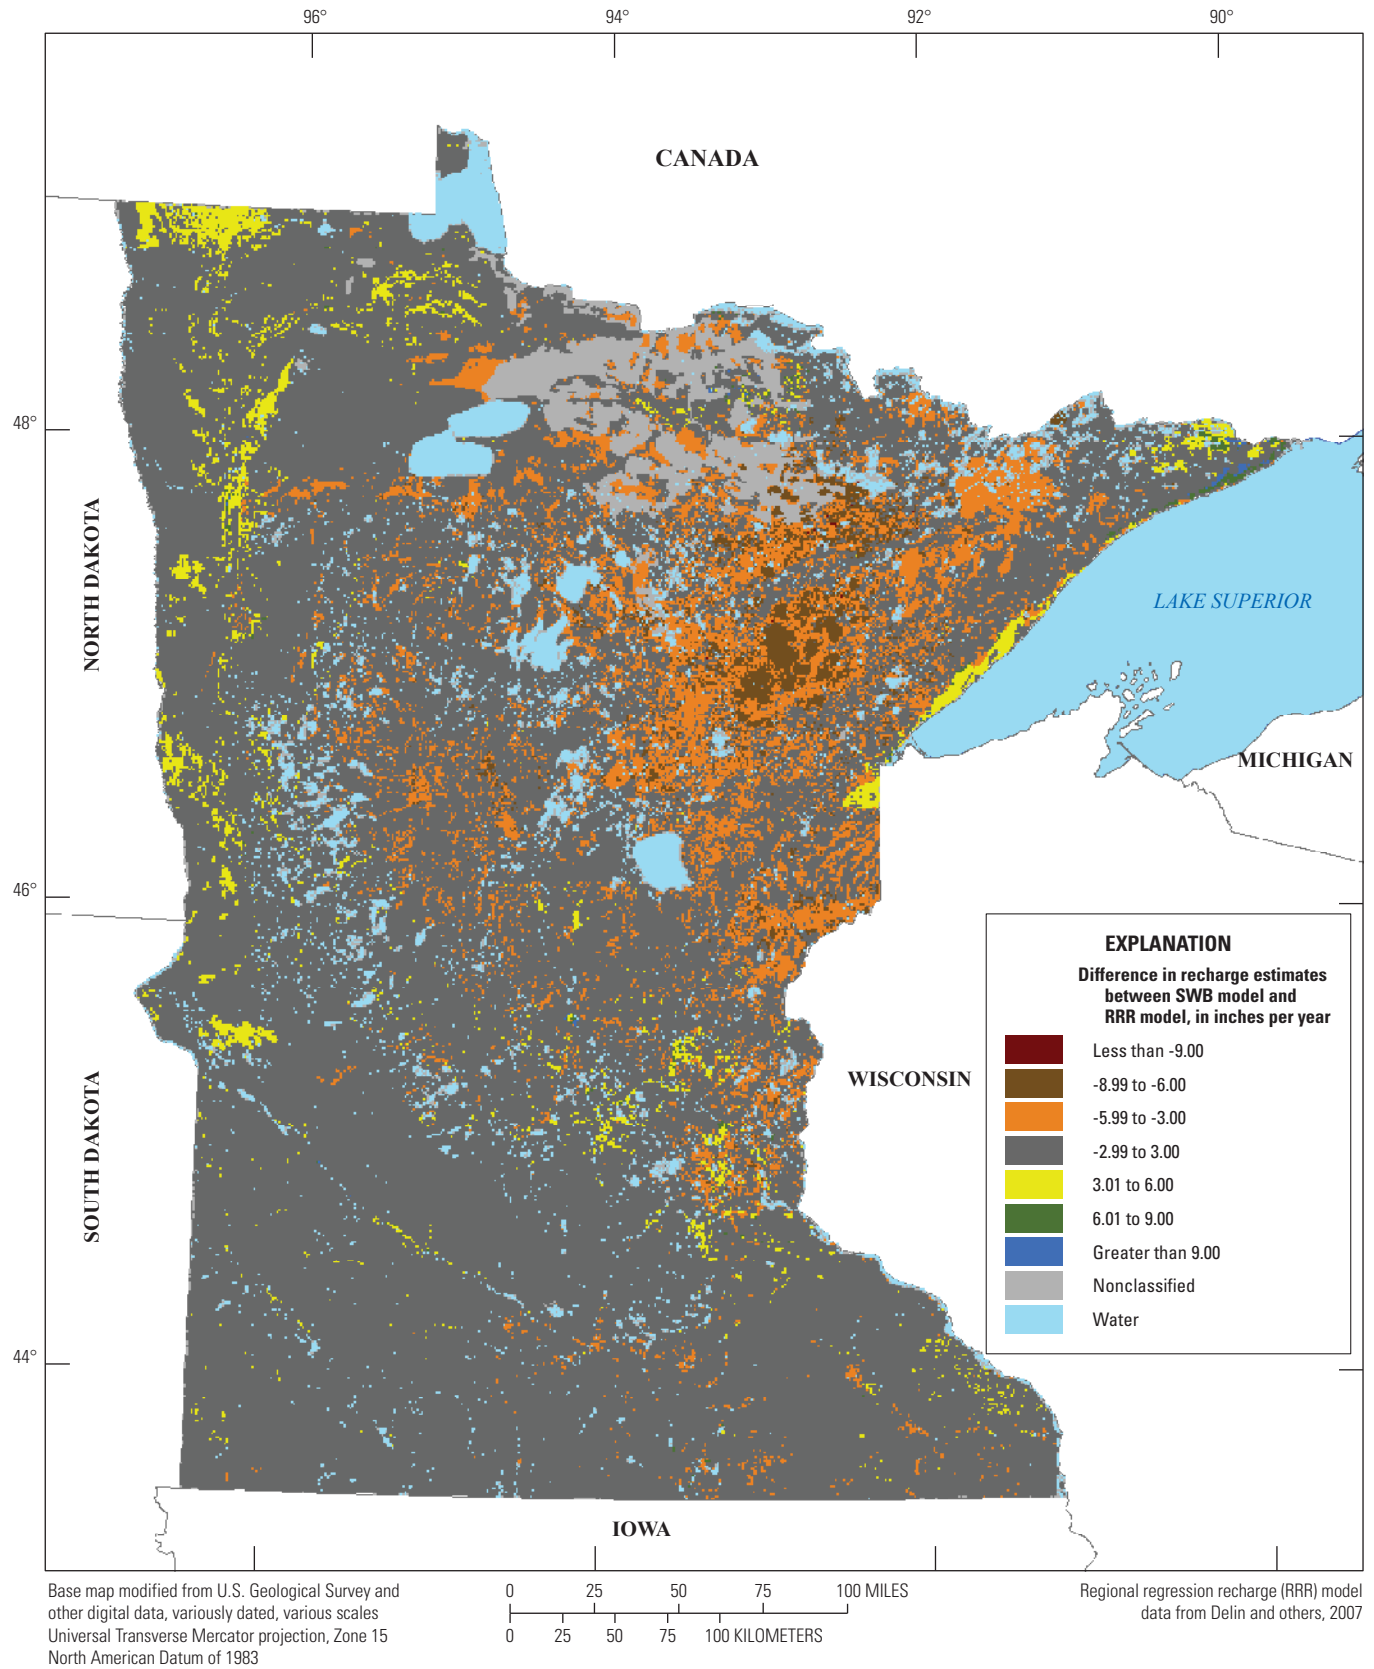 96°
94°
92°
90°
CANADA
48°
NORTH DAKOTA
LAKE SUPERIOR
MICHIGAN
46°
EXPLANATION
Difference in recharge estimates
between SWB model and
RRR model, in inches per year
Less than -9.00
-8.99 to -6.00
-5.99 to -3.00
-2.99 to 3.00
3.01 to 6.00
6.01 to 9.00
Greater than 9.00
Nonclassified
Water
WISCONSIN
SOUTH DAKOTA
44°
IOWA
Base map modified from U.S. Geological Survey and
other digital data, variously dated, various scales
Universal Transverse Mercator projection, Zone 15
North American Datum of 1983
0 25 50 75 100 MILES
0 25 50 75 100 KILOMETERS
Regional regression recharge (RRR) model
data from Delin and others, 2007